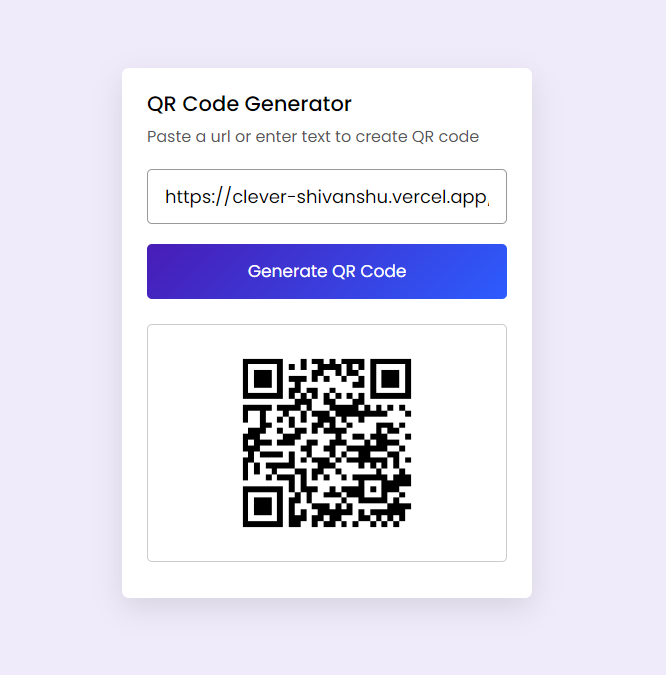 QR Code Generator
Paste a url or enter text to create QR code
https://clever-shivanshu.vercel.app
Generate QR Code